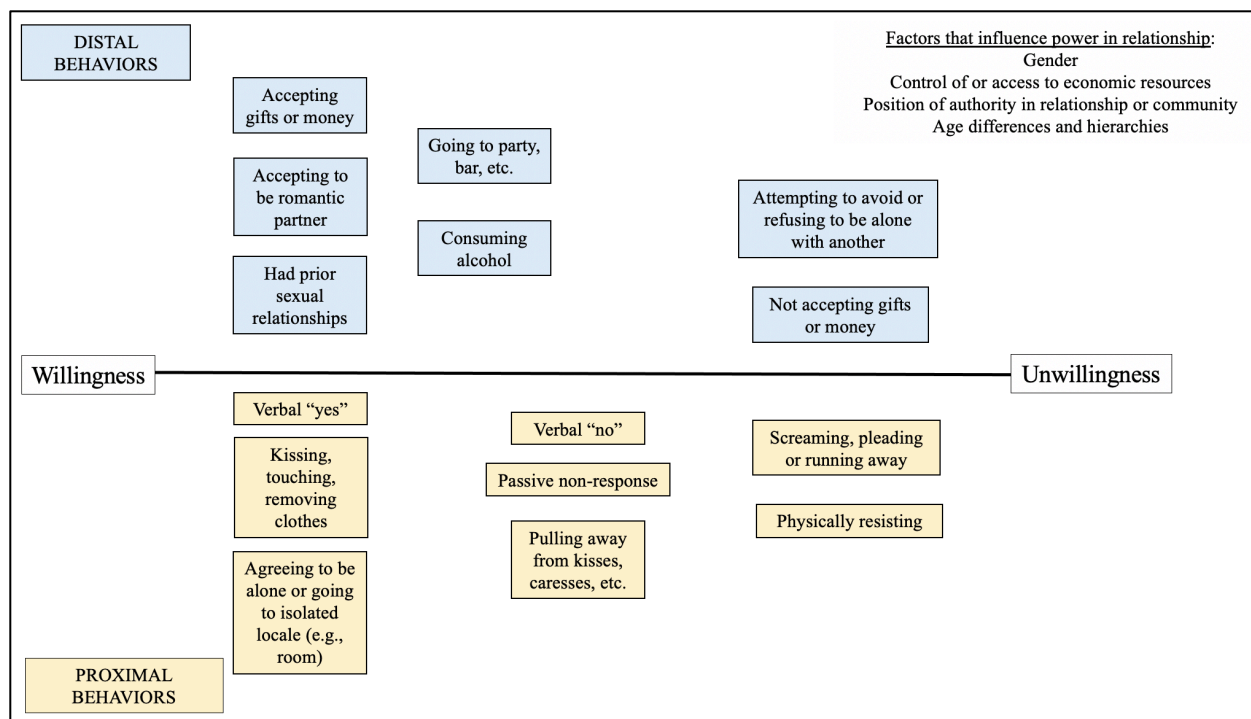 DISTAL
BEHAVIORS
Factors that influence power in relationship:
Gender
Control of or access to economic resources
Position of authority in relationship or community
Age differences and hierarchies
Accepting
gifts or money
Going to party,
bar, etc.
Accepting to
be romantic
partner
Attempting to avoid or
refusing to be alone
with another
Consuming
alcohol
Had prior
sexual
relationships
Not accepting gifts
or money
Willingness
Unwillingness
Verbal “yes”
Verbal “no”
Screaming, pleading
or running away
Kissing,
touching,
removing
clothes
Passive non-response
Physically resisting
Pulling away
from kisses,
caresses, etc.
Agreeing to be
alone or going
to isolated
locale (e.g.,
room)
PROXIMAL
BEHAVIORS